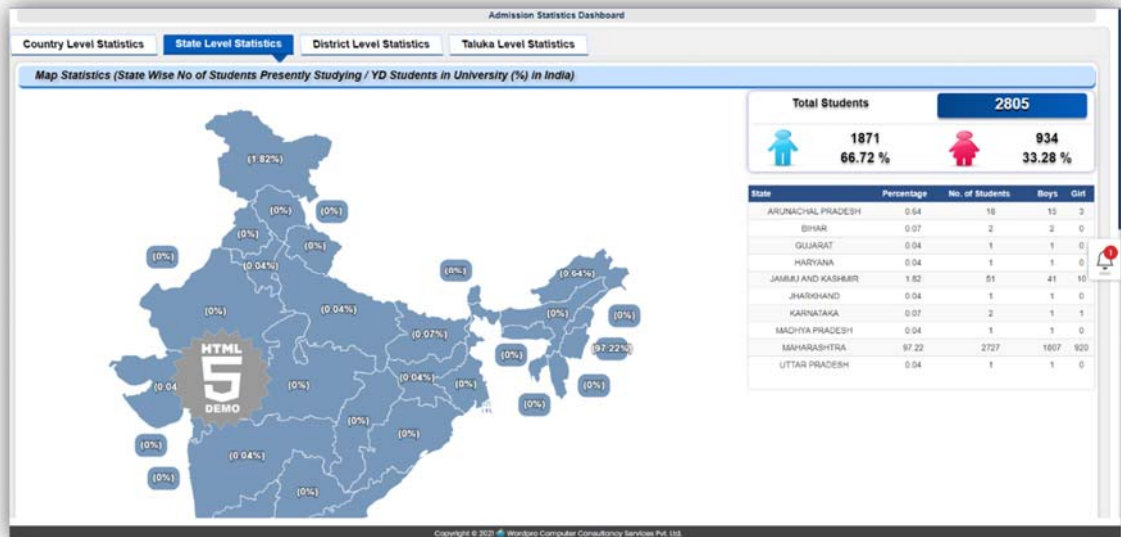 Admission Statistics Dashboard
Country Level Statistics State Level Statistics District Level Statistics Taluka Level Statistics
Map Statistics (State Wise No of Students Presently Studying / YD Students in University (%) in India)
Total Students 2805
1871 934
66.72 % 33.28 %
State Percentage No. of Students Boys Girl
ARUNACHAL PRADESH 0.64 18 15 3
BIHAR 0.07 2 2 0
GUJARAT 0.04 1 1 0
HARYANA 0.04 1 1 0
JAMMU AND KASHMIR 1.82 51 41 10
JHARKHAND 0.04 1 1 0
KARNATAKA 0.07 2 1 1
MADHYA PRADESH 0.04 1 1 0
MAHARASHTRA 97.22 2727 1807 920
UTTAR PRADESH 0.04 1 1 0
1
(1.82%)
(0%) (0%)
(0%)
(0%)
(0%)
(0.04%)
(0%)
(0.64%)
(0%)
(0.04%)
(0%)
(0%)
(0.07%)
(97.22%)
(0%)
HTML
5
DEMO
(0.04
(0%)
(0.04%)
(0%)
(0%)
(0%)
(0%)
(0%)
(0%)
(0%)
(0.04%)
(0%)
(0%)
Copyright © 2021 Wordpro Computer Consultancy Services Pvt. Ltd.